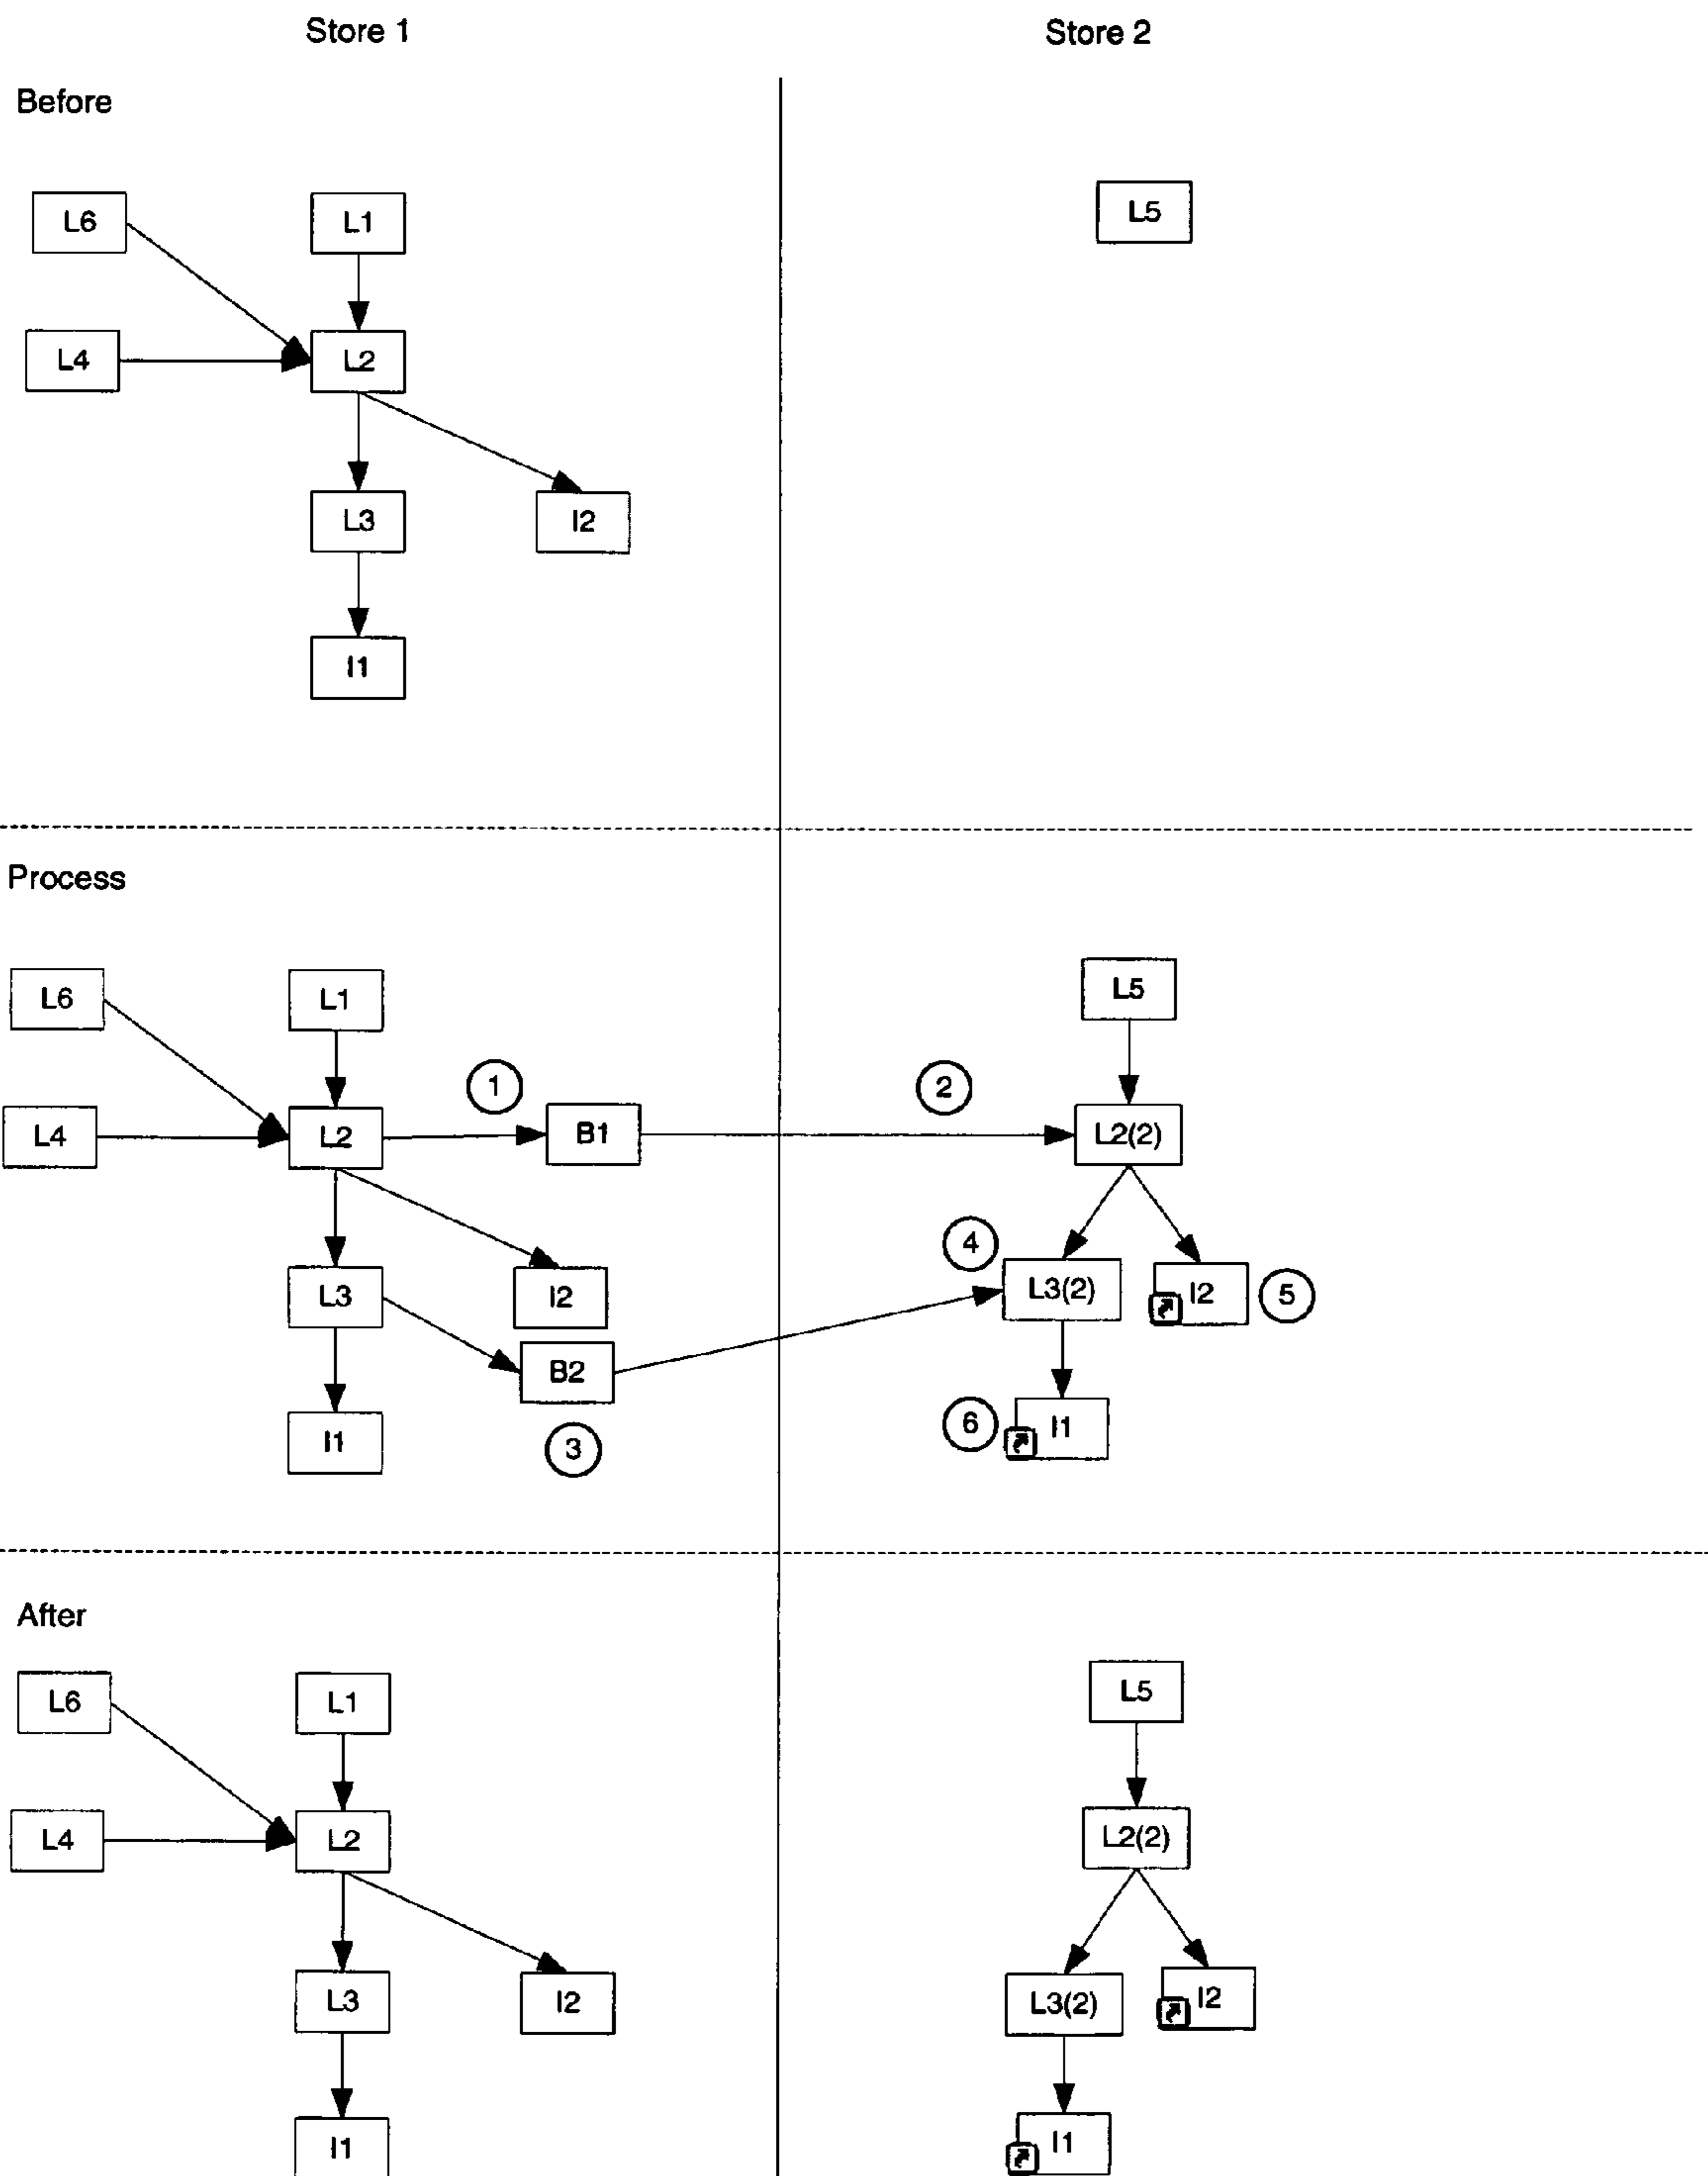 Store 1
Store 2
Before
L6
L1
L5
L4
L2
L3
I2
I1
Process
L6
L1
L5
1
2
L4
L2
B1
L2(2)
4
L3
I2
L3(2)
I2
5
B2
I1
3
6
I1
After
L6
L1
L5
L4
L2
L2(2)
L3
I2
L3(2)
I2
I1
I1